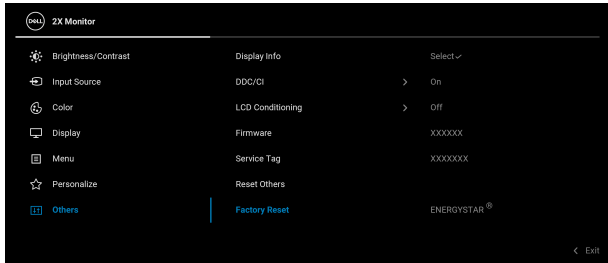 DELL 2X Monitor
Brightness/Contrast Display Info Select
Input Source DDC/CI > On
Color LCD Conditioning > Off
Display Firmware XXXXXX
Menu Service Tag XXXXXXX
Personalize Reset Others
Others Factory Reset ENERGYSTAR ®
< Exit